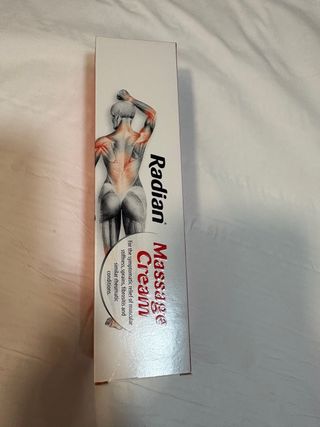 Radian®
Massage
Cream
For the symptomatic relief of muscular
stiffness, sprains, fibrositis and
similar rheumatic
conditions.